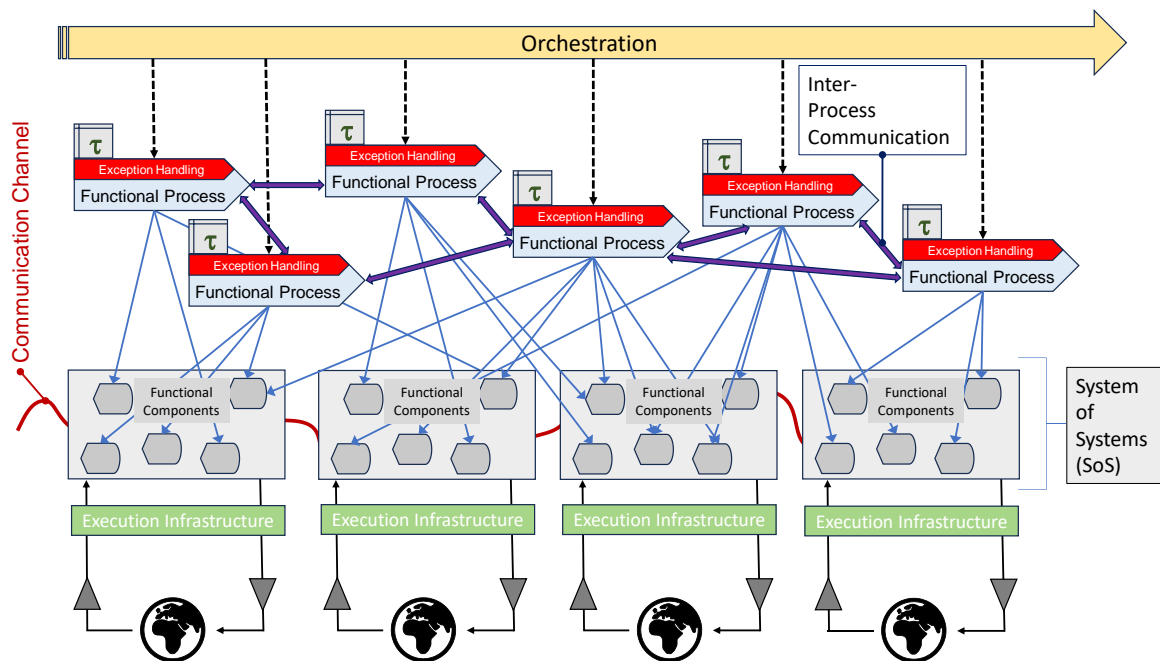 Orchestration
Inter-
Process
Communication
Communication Channel
τ
Exception Handling
Functional Process
τ
Exception Handling
Functional Process
τ
Exception Handling
Functional Process
τ
Exception Handling
Functional Process
τ
Exception Handling
Functional Process
τ
Exception Handling
Functional Process
Functional
Components
Functional
Components
Functional
Components
Functional
Components
System
of
Systems
(SoS)
Execution Infrastructure
Execution Infrastructure
Execution Infrastructure
Execution Infrastructure